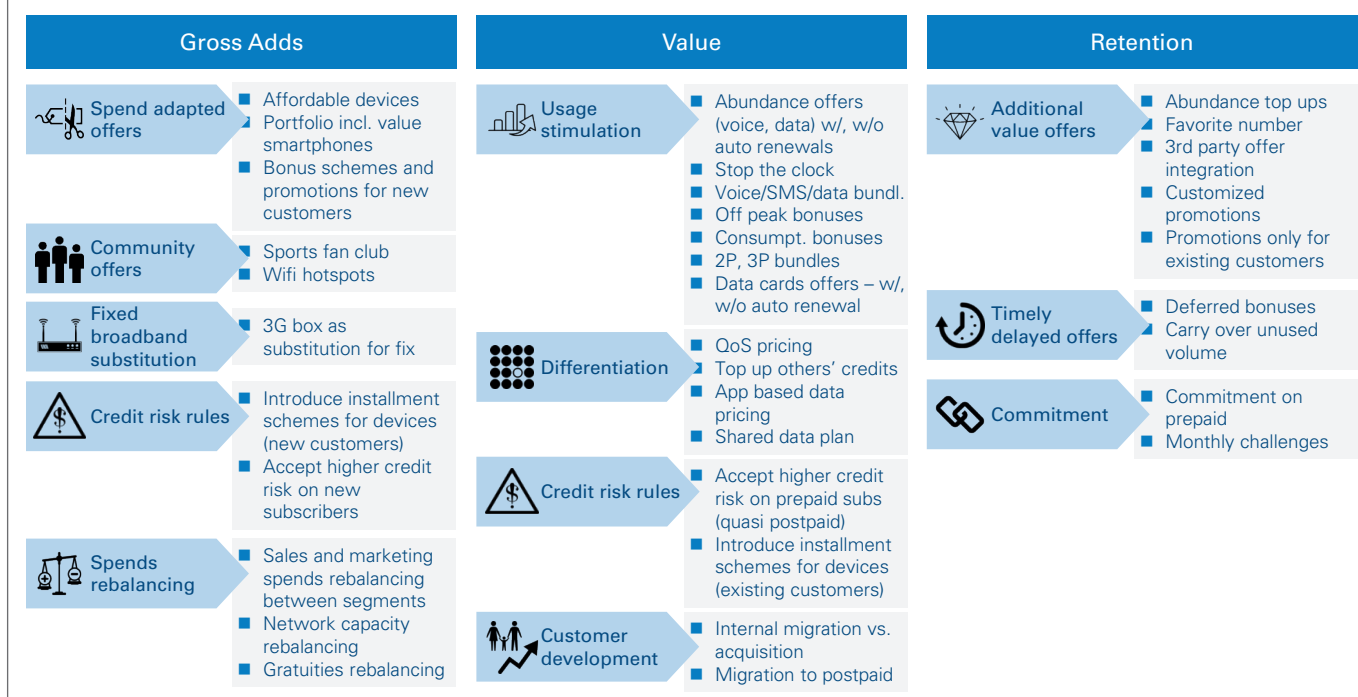 Gross Adds
Spend adapted
offers
Affordable devices
Portfolio incl. value
smartphones
Bonus schemes and
promotions for new
customers
Community
offers
Sports fan club
Wifi hotspots
Fixed
broadband
substitution
3G box as
substitution for fix
Credit risk rules
Introduce installment
schemes for devices
(new customers)
Accept higher credit
risk on new
subscribers
Spends
rebalancing
Sales and marketing
spends rebalancing
between segments
Network capacity
rebalancing
Gratuities rebalancing
Value
Usage
stimulation
Abundance offers
(voice, data) w/, w/o
auto renewals
Stop the clock
Voice/SMS/data bundl.
Off peak bonuses
Consumpt. bonuses
2P, 3P bundles
Data cards offers – w/,
w/o auto renewal
Differentiation
QoS pricing
Top up others’ credits
App based data
pricing
Shared data plan
Credit risk rules
Accept higher credit
risk on prepaid subs
(quasi postpaid)
Introduce installment
schemes for devices
(existing customers)
Customer
development
Internal migration vs.
acquisition
Migration to postpaid
Retention
Additional
value offers
Abundance top ups
Favorite number
3rd party offer
integration
Customized
promotions
Promotions only for
existing customers
Timely
delayed offers
Deferred bonuses
Carry over unused
volume
Commitment
Commitment on
prepaid
Monthly challenges